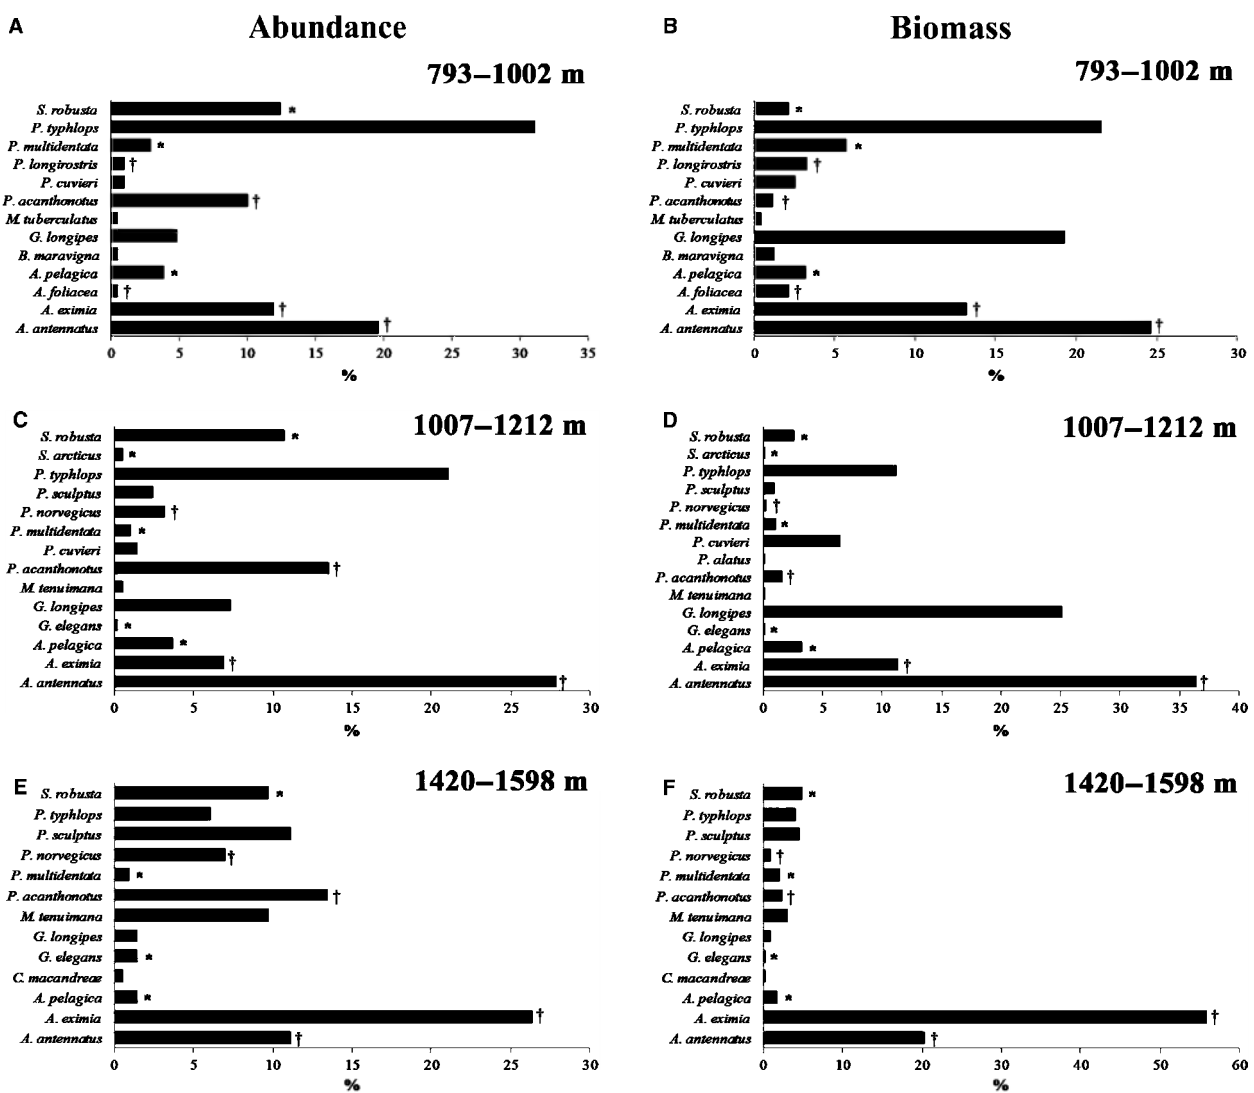 A Abundance
793–1002 m
S. robusta *
P. typhlops
P. multidentata *
P. longirostris †
P. cuvieri
P. acanthonotus †
M. tuberculatus
G. longipes
B. maravigna
A. pelagica *
A. foliacea †
A. eximia †
A. antennatus †
0 5 10 15 20 25 30 35
%
B Biomass
793–1002 m
S. robusta *
P. typhlops
P. multidentata *
P. longirostris †
P. cuvieri
P. acanthonotus †
M. tuberculatus
G. longipes
B. maravigna
A. pelagica *
A. foliacea †
A. eximia †
A. antennatus †
0 5 10 15 20 25 30
%
C 1007–1212 m
S. robusta *
S. arcticus *
P. typhlops
P. sculptus
P. norvegicus †
P. multidentata *
P. cuvieri
P. acanthonotus †
M. tenuimana
G. longipes
G. elegans *
A. pelagica *
A. eximia †
A. antennatus †
0 5 10 15 20 25 30
%
D 1007–1212 m
S. robusta *
S. arcticus *
P. typhlops
P. sculptus
P. norvegicus †
P. multidentata *
P. cuvieri
P. alatus
P. acanthonotus †
M. tenuimana
G. longipes
G. elegans *
A. pelagica *
A. eximia †
A. antennatus †
0 5 10 15 20 25 30 35 40
%
E 1420–1598 m
S. robusta *
P. typhlops
P. sculptus
P. norvegicus †
P. multidentata *
P. acanthonotus †
M. tenuimana
G. longipes
G. elegans *
C. macandreae
A. pelagica *
A. eximia †
A. antennatus †
0 5 10 15 20 25 30
%
F 1420–1598 m
S. robusta *
P. typhlops
P. sculptus
P. norvegicus †
P. multidentata *
P. acanthonotus †
M. tenuimana
G. longipes
G. elegans *
C. macandreae
A. pelagica *
A. eximia †
A. antennatus †
0 10 20 30 40 50 60
%